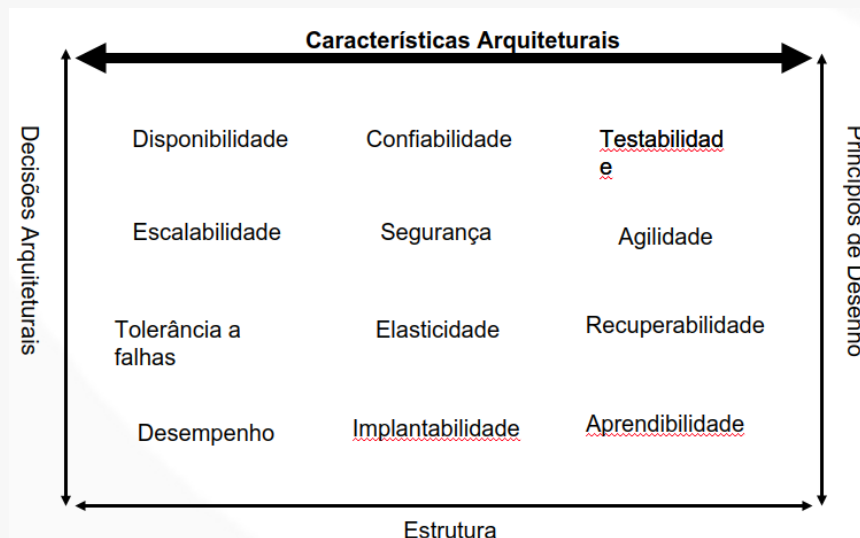 Características Arquiteturais
Decisões Arquiteturais
Princípios de Desenho
Disponibilidade
Confiabilidade
Testabilidad
e
Escalabilidade
Segurança
Agilidade
Tolerância a
falhas
Elasticidade
Recuperabilidade
Desempenho
Implantabilidade
Aprendibilidade
Estrutura